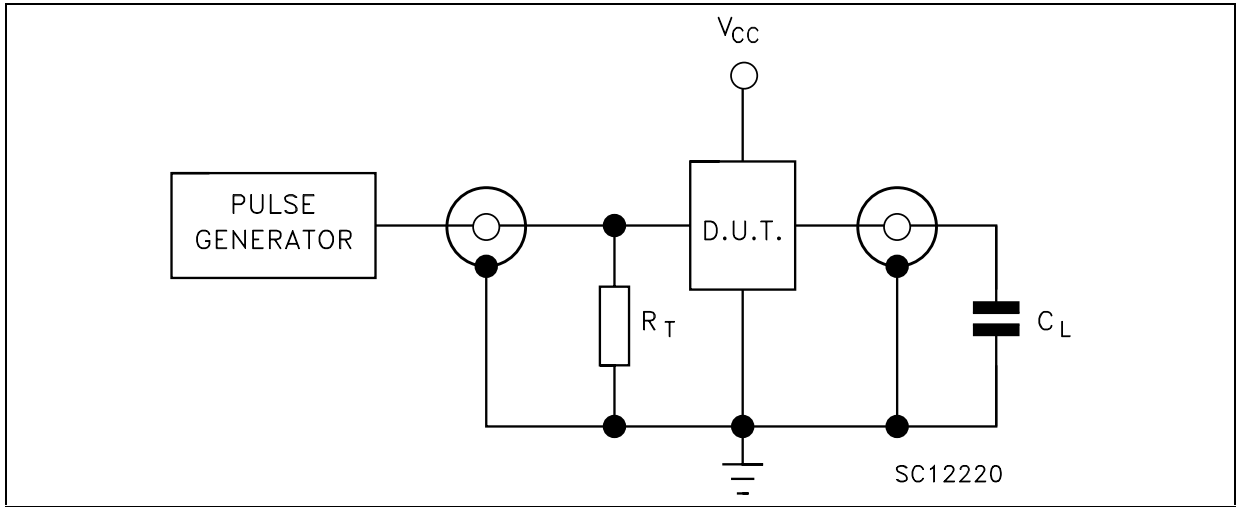 VCC
PULSE
GENERATOR
D.U.T.
RT
CL
SC12220